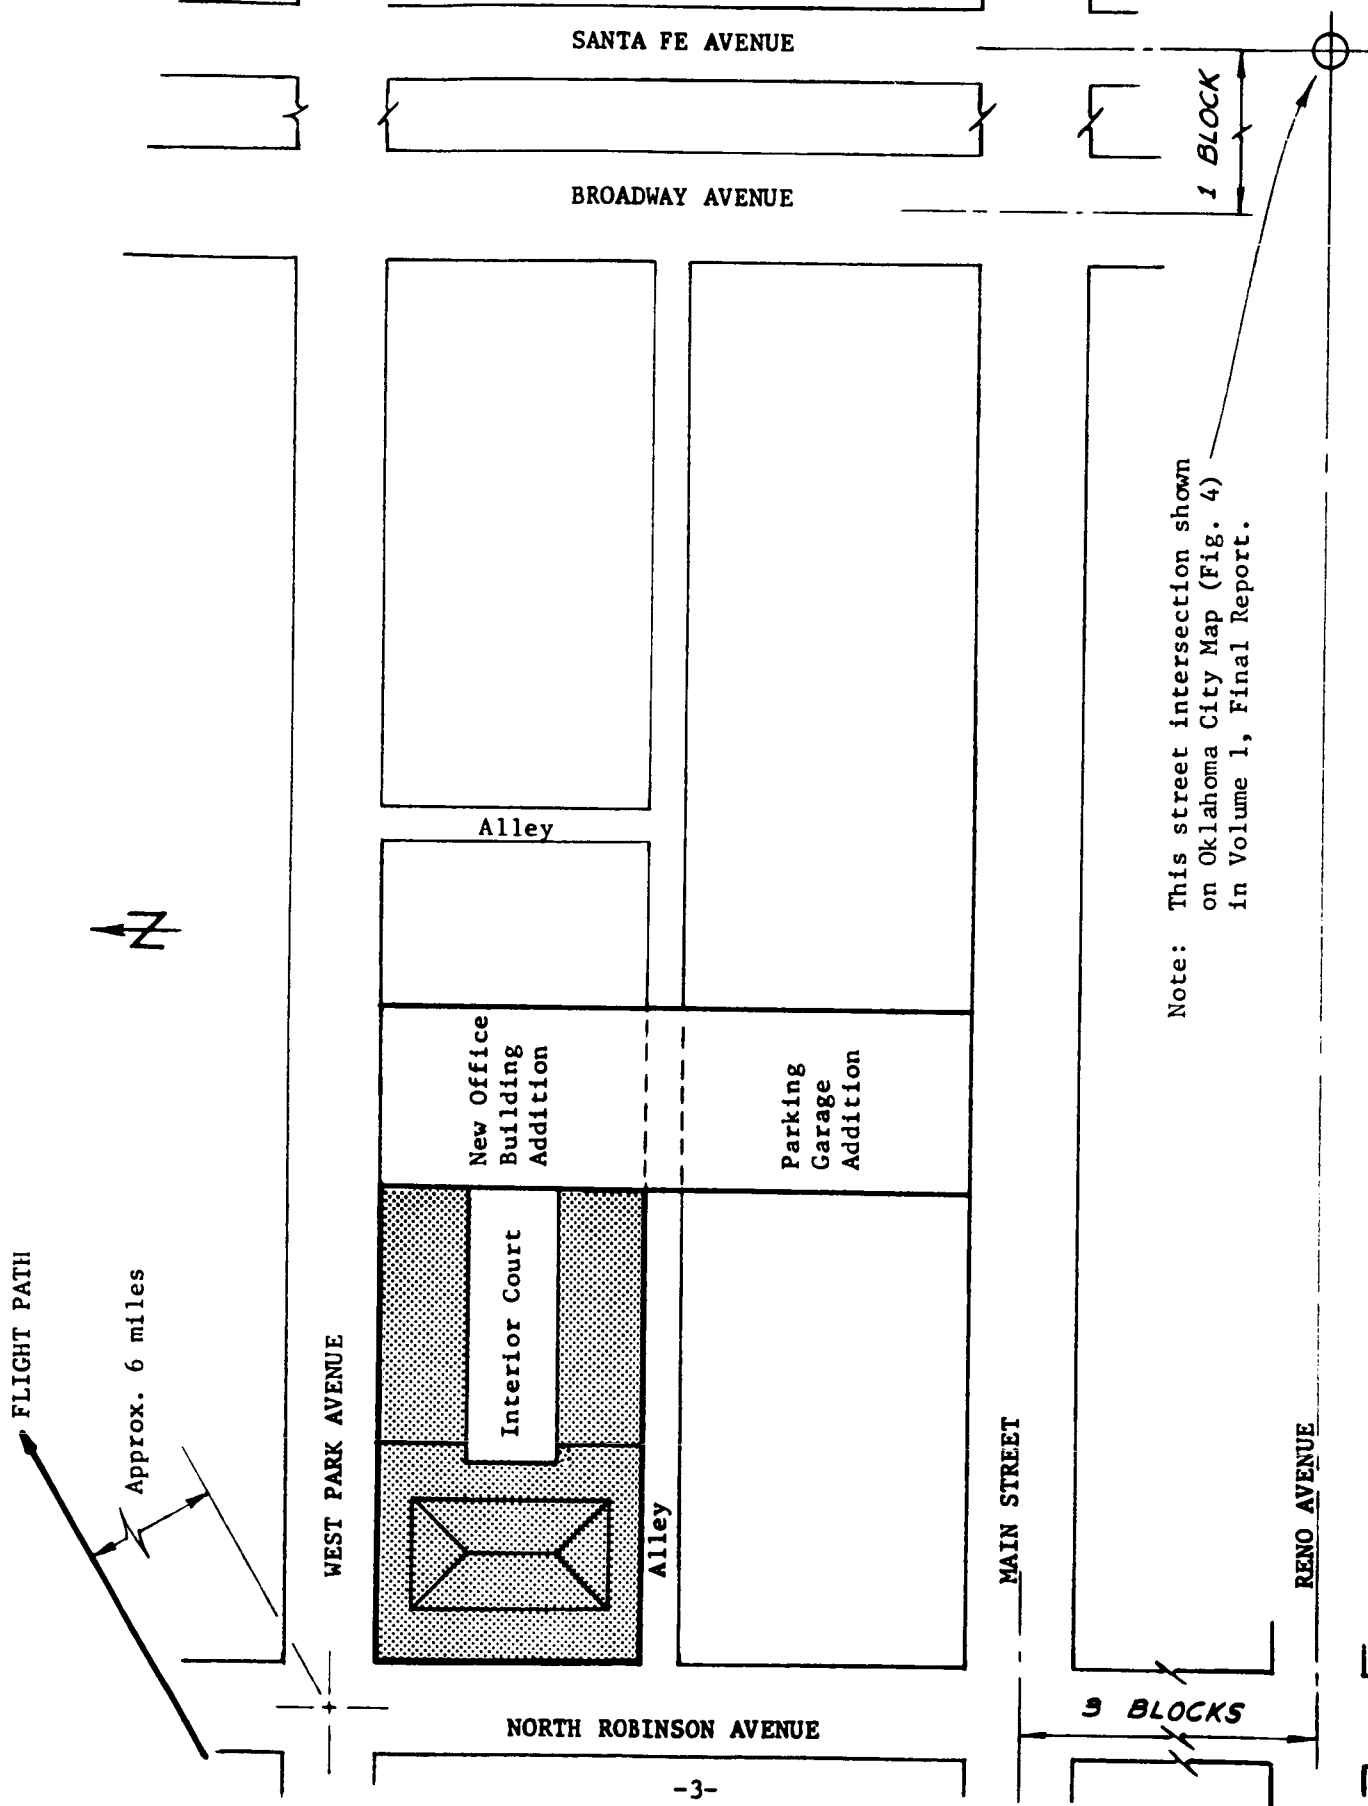 SANTA FE AVENUE
1 BLOCK
BROADWAY AVENUE
Alley
N
Note: This street intersection shown
on Oklahoma City Map (Fig. 4)
in Volume 1, Final Report.
New Office
Building
Addition
Parking
Garage
Addition
FLIGHT PATH
Approx. 6 miles
WEST PARK AVENUE
Interior Court
Alley
MAIN STREET
RENO AVENUE
3 BLOCKS
NORTH ROBINSON AVENUE
-3-